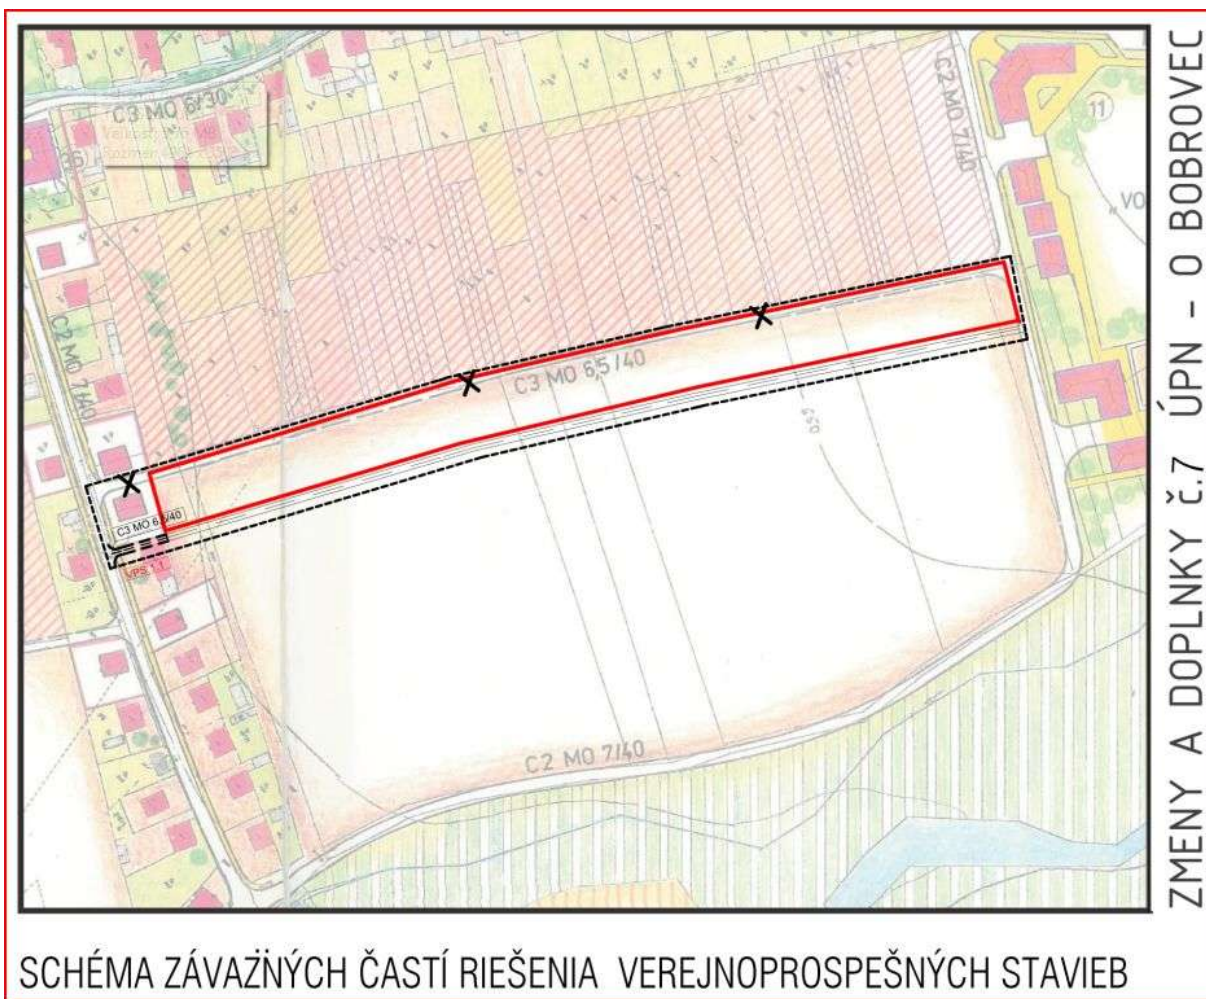 C3 MO 6/30
C2 MO 7/40
11
36
C2 MO 7/40
C3 MO 6,5/40
C3 MO 6,5/40
VPS 1.1
C2 MO 7/40
ZMENY A DOPLNKY č.7 ÚPN - O BOBROVEC
SCHÉMA ZÁVAZNÝCH ČASTÍ RIEŠENIA VEREJNOPROSPEŠNÝCH STAVIEB